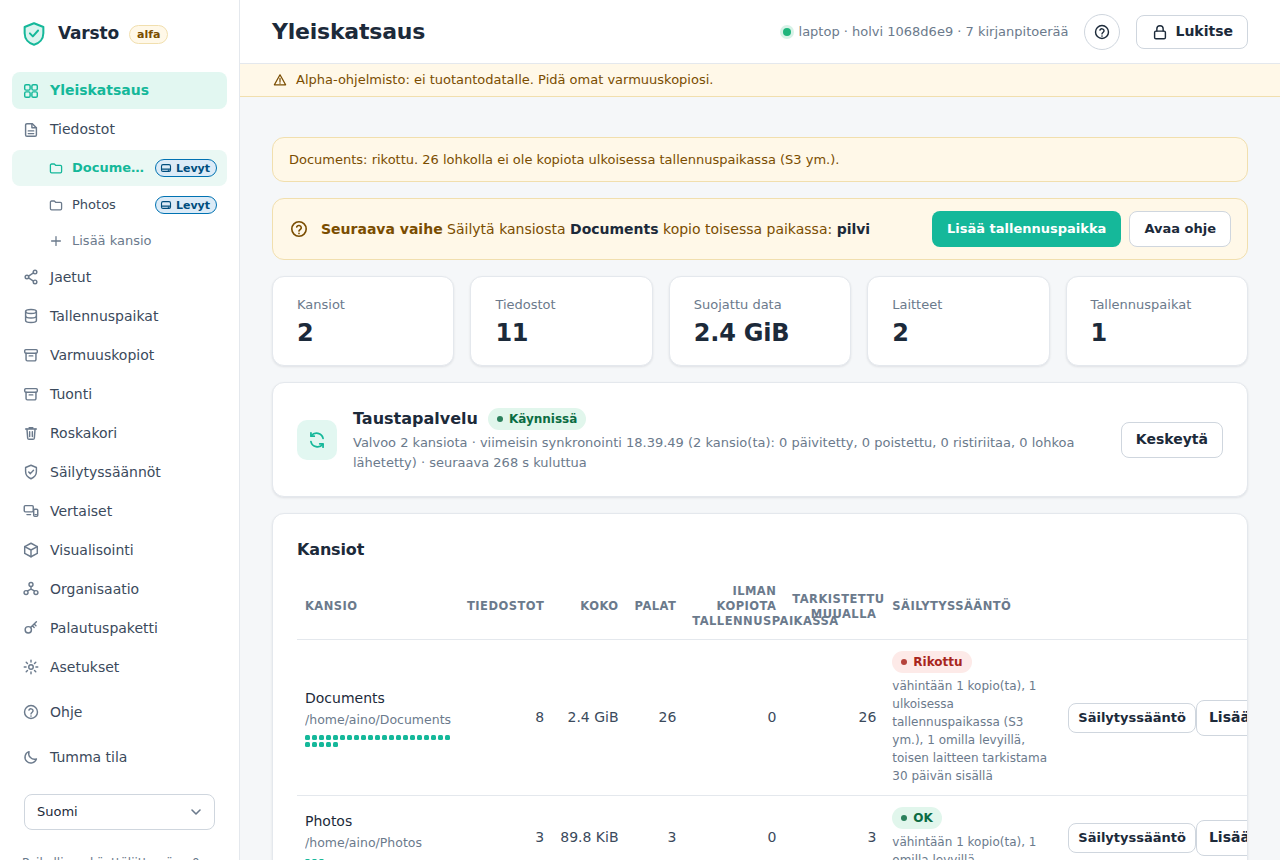 Varsto alfa
Yleiskatsaus
Tiedostot
Docume... Levyt
Photos Levyt
Lisää kansio
Jaetut
Tallennuspaikat
Varmuuskopiot
Tuonti
Roskakori
Säilytyssäännöt
Vertaiset
Visualisointi
Organisaatio
Palautuspaketti
Asetukset
Ohje
Tumma tila
Suomi
Yleiskatsaus
laptop · holvi 1068d6e9 · 7 kirjanpitoerää
Lukitse
Alpha-ohjelmisto: ei tuotantodatalle. Pidä omat varmuuskopiosi.
Documents: rikottu. 26 lohkolla ei ole kopiota ulkoisessa tallennuspaikassa (S3 ym.).
Seuraava vaihe Säilytä kansiosta Documents kopio toisessa paikassa: pilvi
Lisää tallennuspaikka
Avaa ohje
Kansiot
2
Tiedostot
11
Suojattu data
2.4 GiB
Laitteet
2
Tallennuspaikat
1
Taustapalvelu Käynnissä
Valvoo 2 kansiota · viimeisin synkronointi 18.39.49 (2 kansio(ta): 0 päivitetty, 0 poistettu, 0 ristiriitaa, 0 lohkoa
lähetetty) · seuraava 268 s kuluttua
Keskeytä
Kansiot
KANSIO TIEDOSTOT KOKO PALAT
ILMAN
KOPIOTA
TALLENNUSPAIKASSA
TARKISTETTU
MUUALLA
SÄILYTYSSÄÄNTÖ
Documents
/home/aino/Documents
8 2.4 GiB 26 0 26
Rikottu
vähintään 1 kopio(ta), 1
ulkoisessa
tallennuspaikassa (S3
ym.), 1 omilla levyillä,
toisen laitteen tarkistama
30 päivän sisällä
Säilytyssääntö
Lisää
Photos
/home/aino/Photos
3 89.8 KiB 3 0 3
OK
vähintään 1 kopio(ta), 1
omilla levyillä
Säilytyssääntö
Lisää